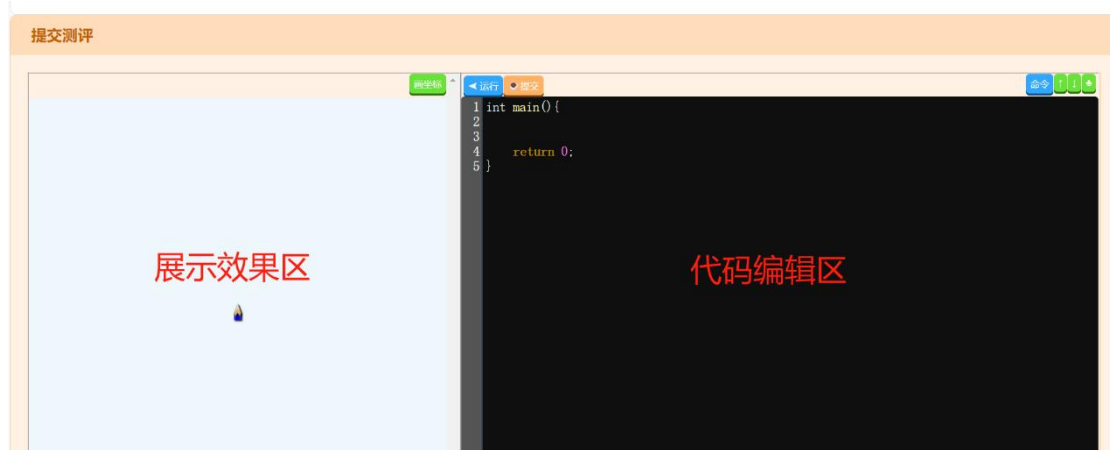 提交测评
画坐标
运行 提交
命令 ↑ ↓
1 int main(){
2
3
4 return 0;
5 }
展示效果区
代码编辑区